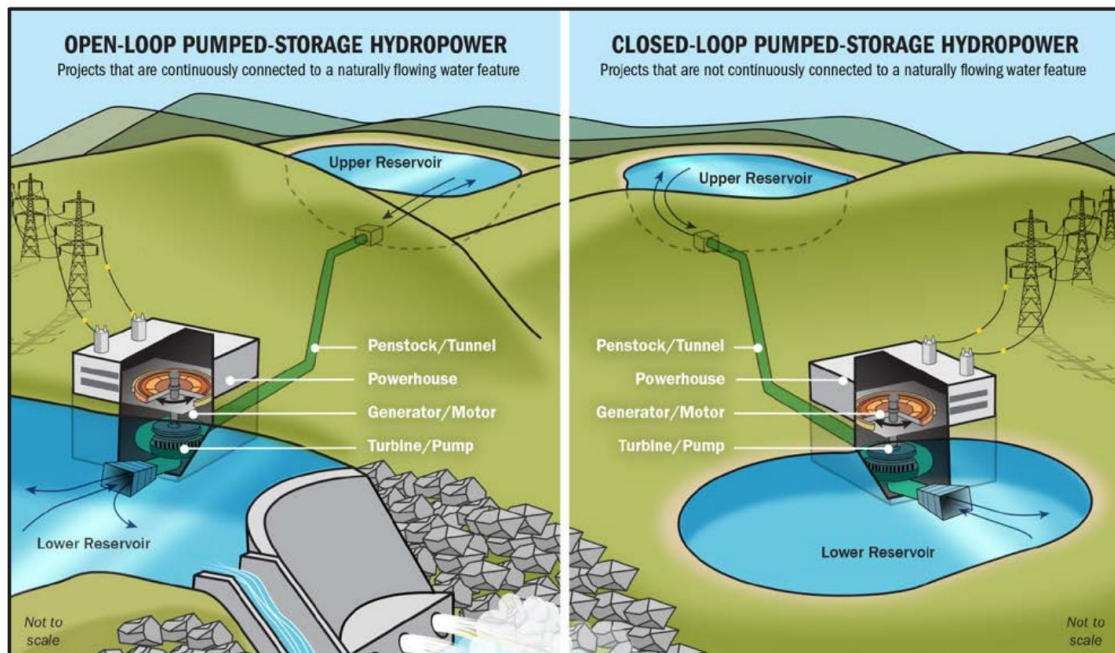 OPEN-LOOP PUMPED-STORAGE HYDROPOWER
Projects that are continuously connected to a naturally flowing water feature
Upper Reservoir
Penstock/Tunnel
Powerhouse
Generator/Motor
Turbine/Pump
Lower Reservoir
Not to
scale
CLOSED-LOOP PUMPED-STORAGE HYDROPOWER
Projects that are not continuously connected to a naturally flowing water feature
Upper Reservoir
Penstock/Tunnel
Powerhouse
Generator/Motor
Turbine/Pump
Lower Reservoir
Not to
scale